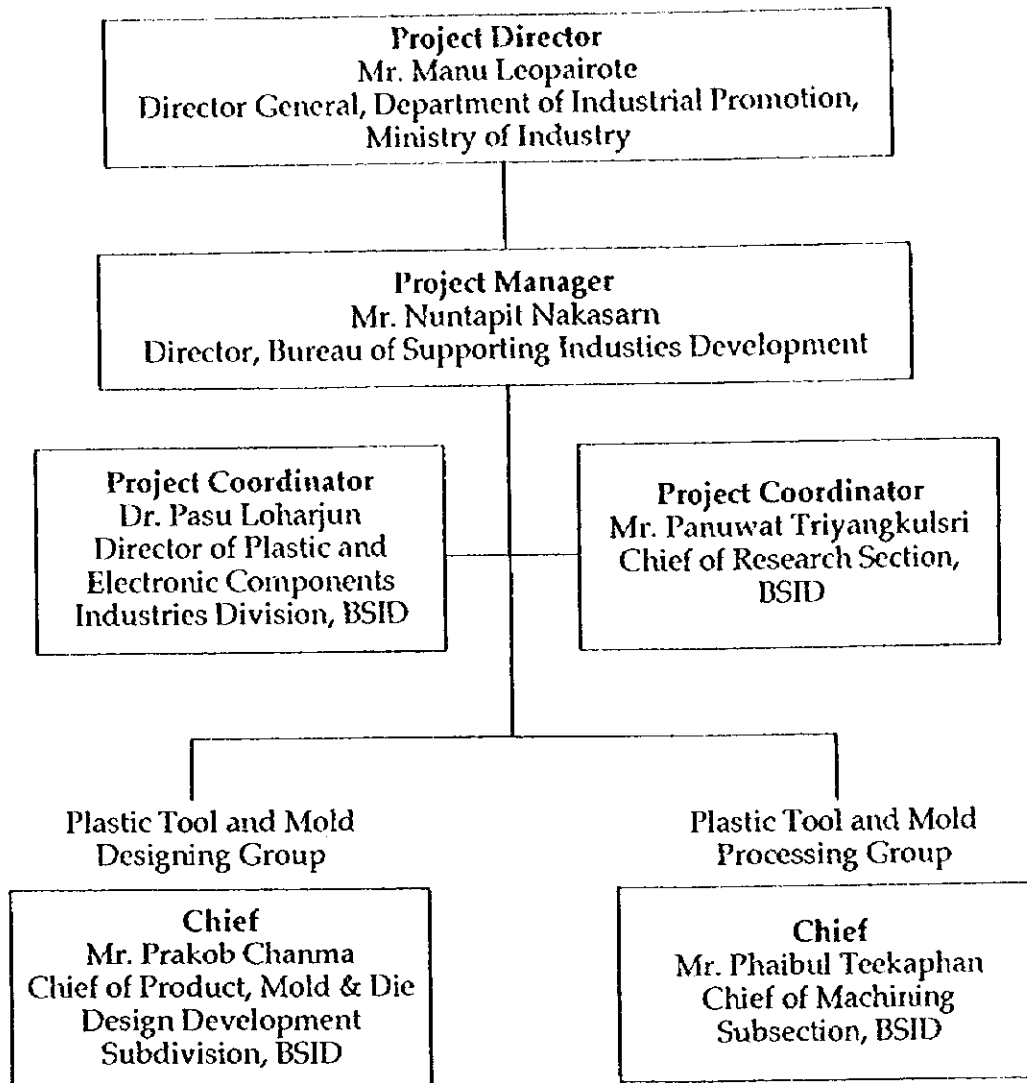 Project Director
Mr. Manu Leopairote
Director General, Department of Industrial Promotion,
Ministry of Industry
Project Manager
Mr. Nuntapit Nakasarn
Director, Bureau of Supporting Industies Development
Project Coordinator
Dr. Pasu Loharjun
Director of Plastic and
Electronic Components
Industries Division, BSID
Project Coordinator
Mr. Panuwat Triyangkulsri
Chief of Research Section,
BSID
Plastic Tool and Mold
Designing Group
Chief
Mr. Prakob Chanma
Chief of Product, Mold & Die
Design Development
Subdivision, BSID
Plastic Tool and Mold
Processing Group
Chief
Mr. Phaibul Teekaphan
Chief of Machining
Subsection, BSID